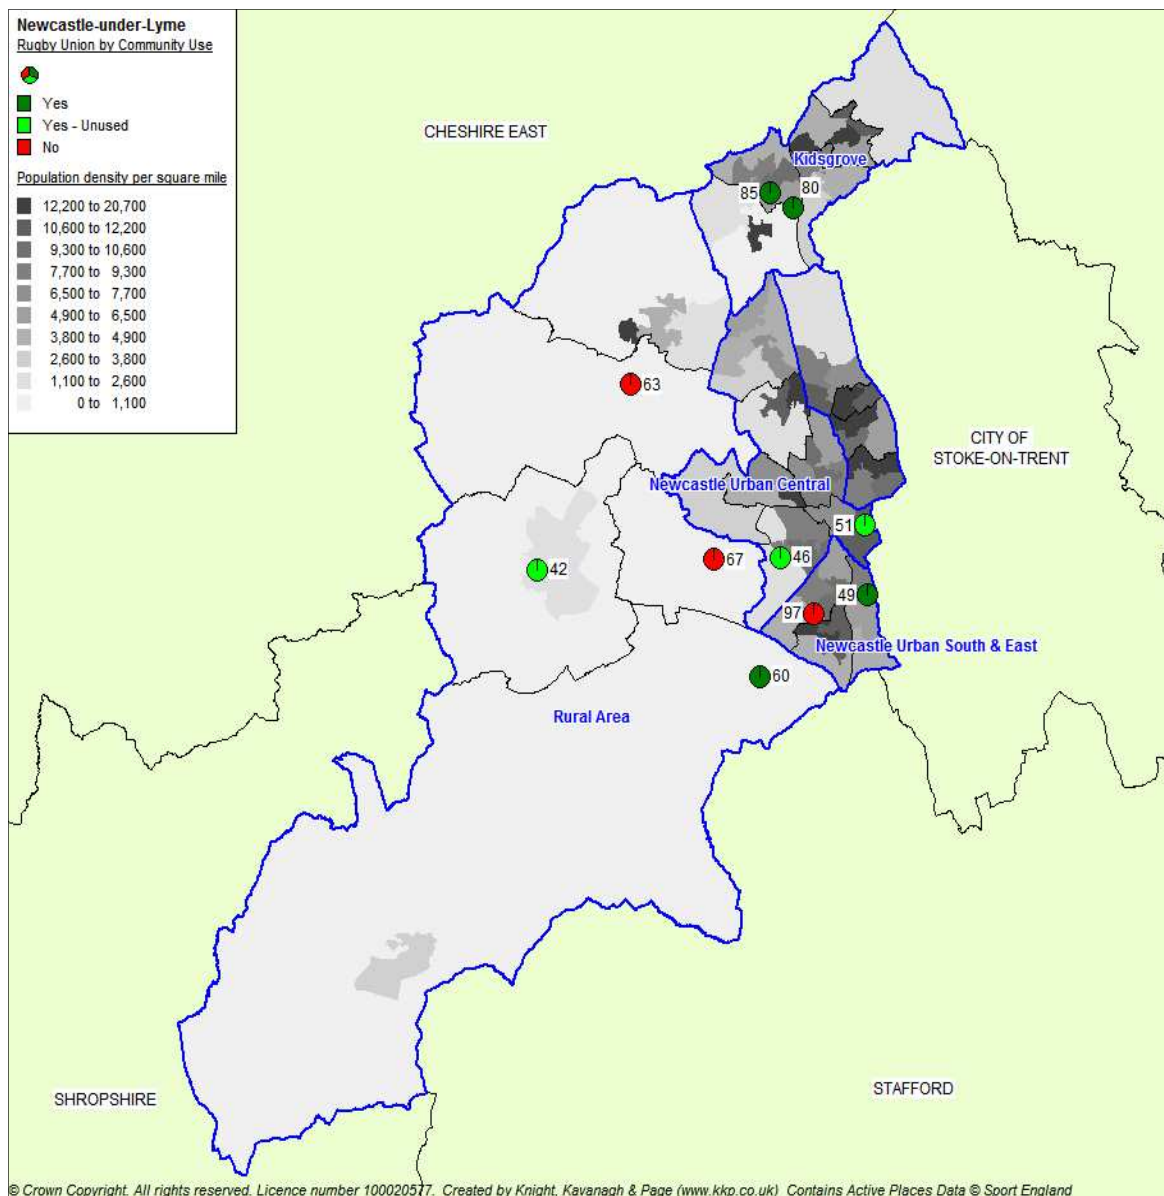 Newcastle-under-Lyme
Rugby Union by Community Use
Yes
Yes - Unused
No
Population density per square mile
12,200 to 20,700
10,600 to 12,200
9,300 to 10,600
7,700 to 9,300
6,500 to 7,700
4,900 to 6,500
3,800 to 4,900
2,600 to 3,800
1,100 to 2,600
0 to 1,100
CHESHIRE EAST
Kidsgrove
85
80
63
CITY OF
STOKE-ON-TRENT
Newcastle Urban Central
51
46
67
42
49
97
Newcastle Urban South & East
60
Rural Area
SHROPSHIRE
STAFFORD
© Crown Copyright. All rights reserved. Licence number 100020577. Created by Knight, Kavanagh & Page (www.kkp.co.uk) Contains Active Places Data © Sport England